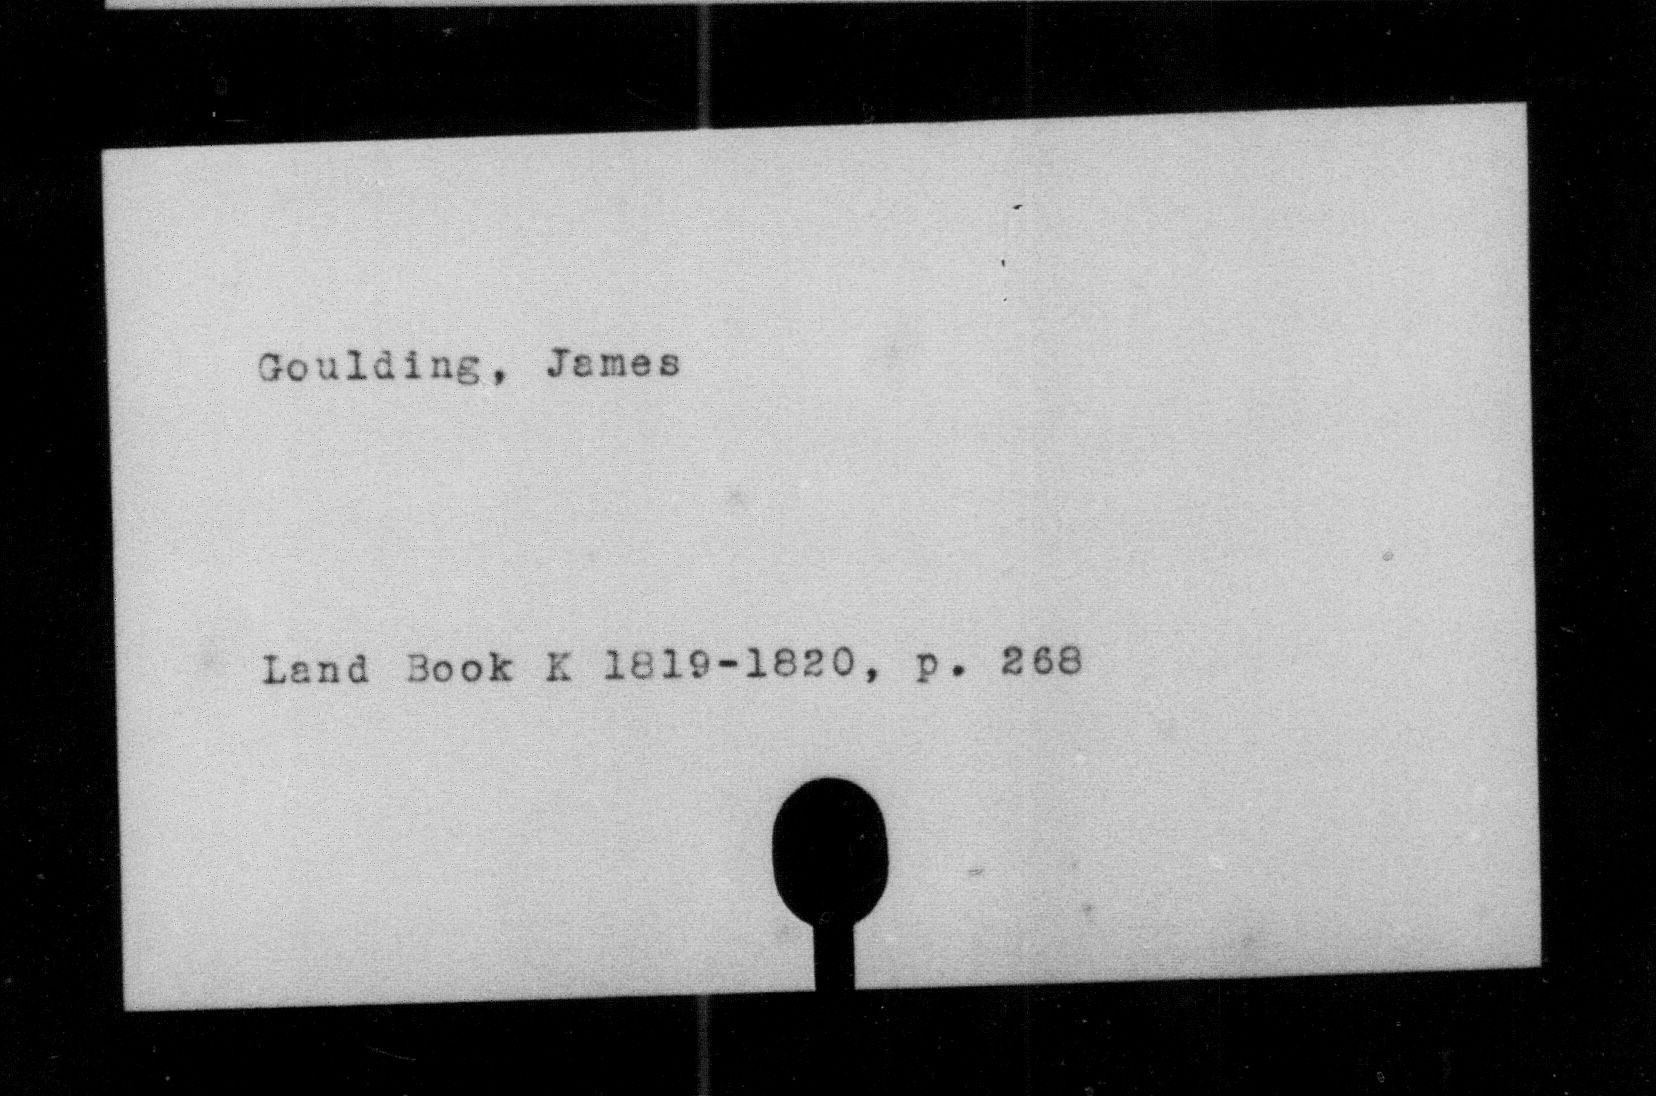 Goulding, James
Land Book K 1819-1820, p. 268